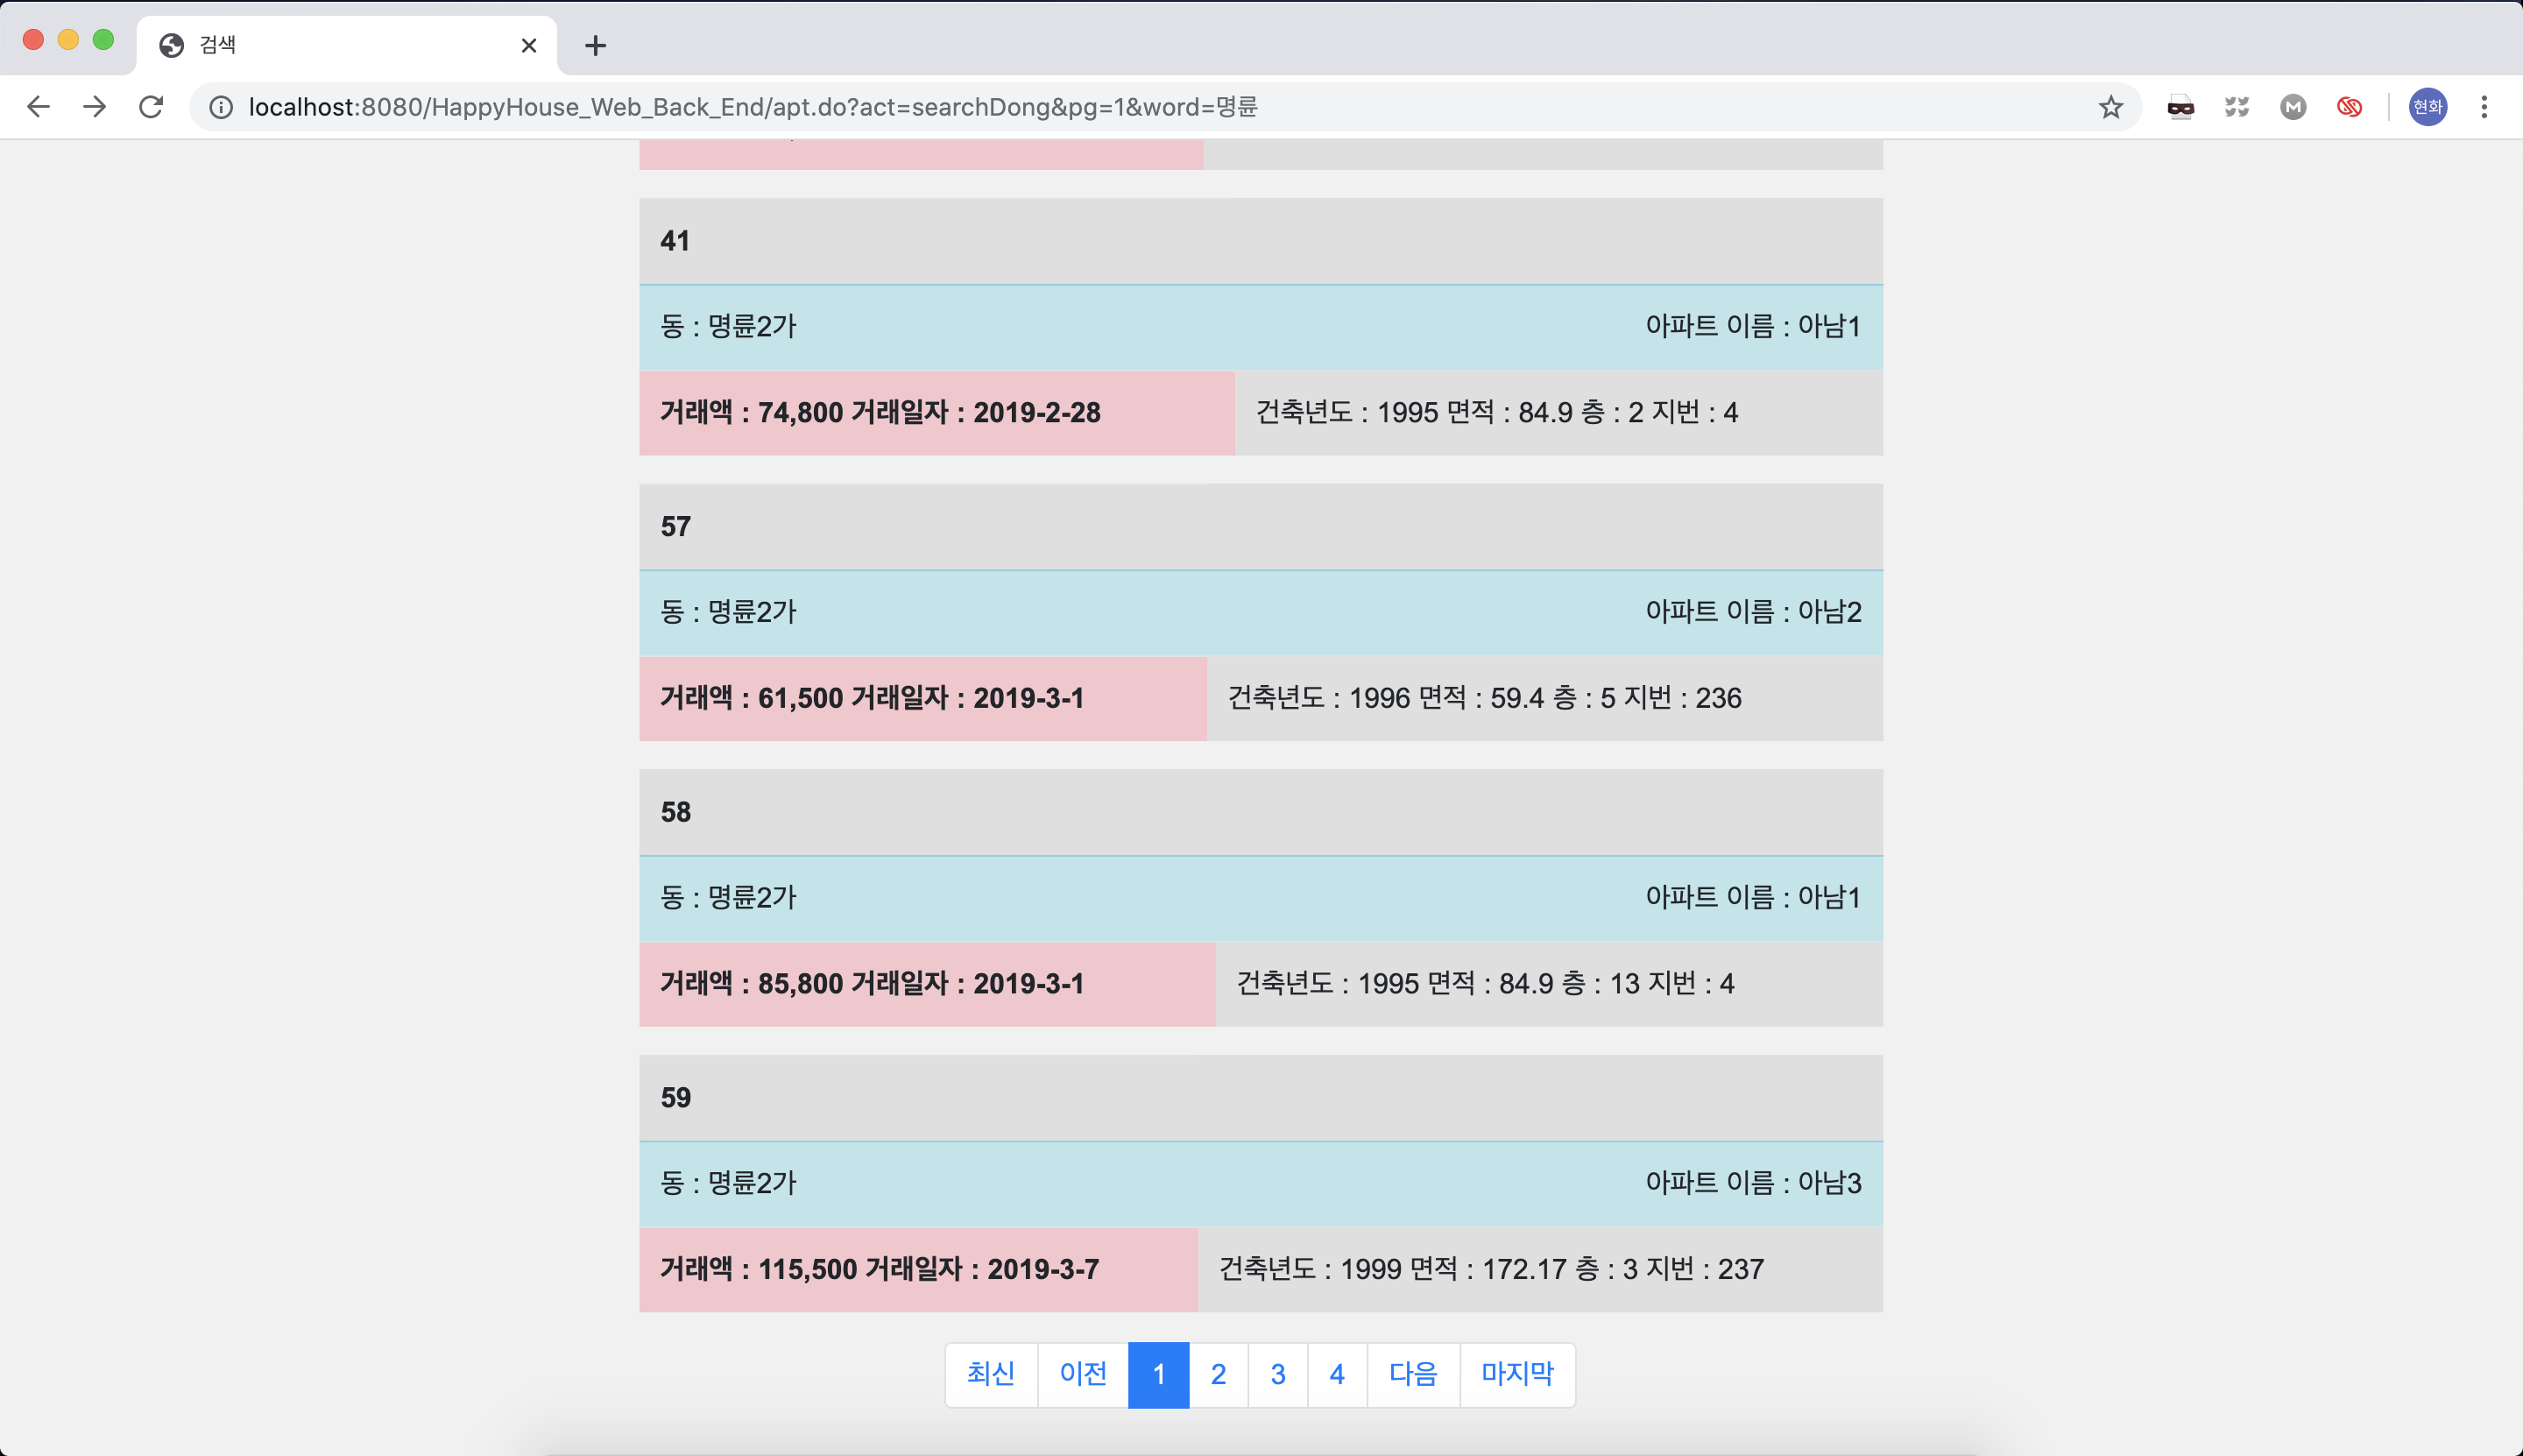 검색
localhost:8080/HappyHouse_Web_Back_End/apt.do?act=searchDong&pg=1&word=명륜
M
현화
41
동 : 명륜2가 아파트 이름 : 아남1
거래액 : 74,800 거래일자 : 2019-2-28 건축년도 : 1995 면적 : 84.9 층 : 2 지번 : 4
57
동 : 명륜2가 아파트 이름 : 아남2
거래액 : 61,500 거래일자 : 2019-3-1 건축년도 : 1996 면적 : 59.4 층 : 5 지번 : 236
58
동 : 명륜2가 아파트 이름 : 아남1
거래액 : 85,800 거래일자 : 2019-3-1 건축년도 : 1995 면적 : 84.9 층 : 13 지번 : 4
59
동 : 명륜2가 아파트 이름 : 아남3
거래액 : 115,500 거래일자 : 2019-3-7 건축년도 : 1999 면적 : 172.17 층 : 3 지번 : 237
최신 이전 1 2 3 4 다음 마지막